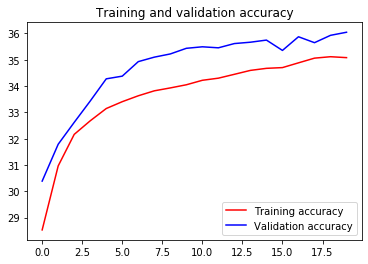 Training and validation accuracy
36
35
34
33
32
31
30
29
Training accuracy
Validation accuracy
0.0 2.5 5.0 7.5 10.0 12.5 15.0 17.5